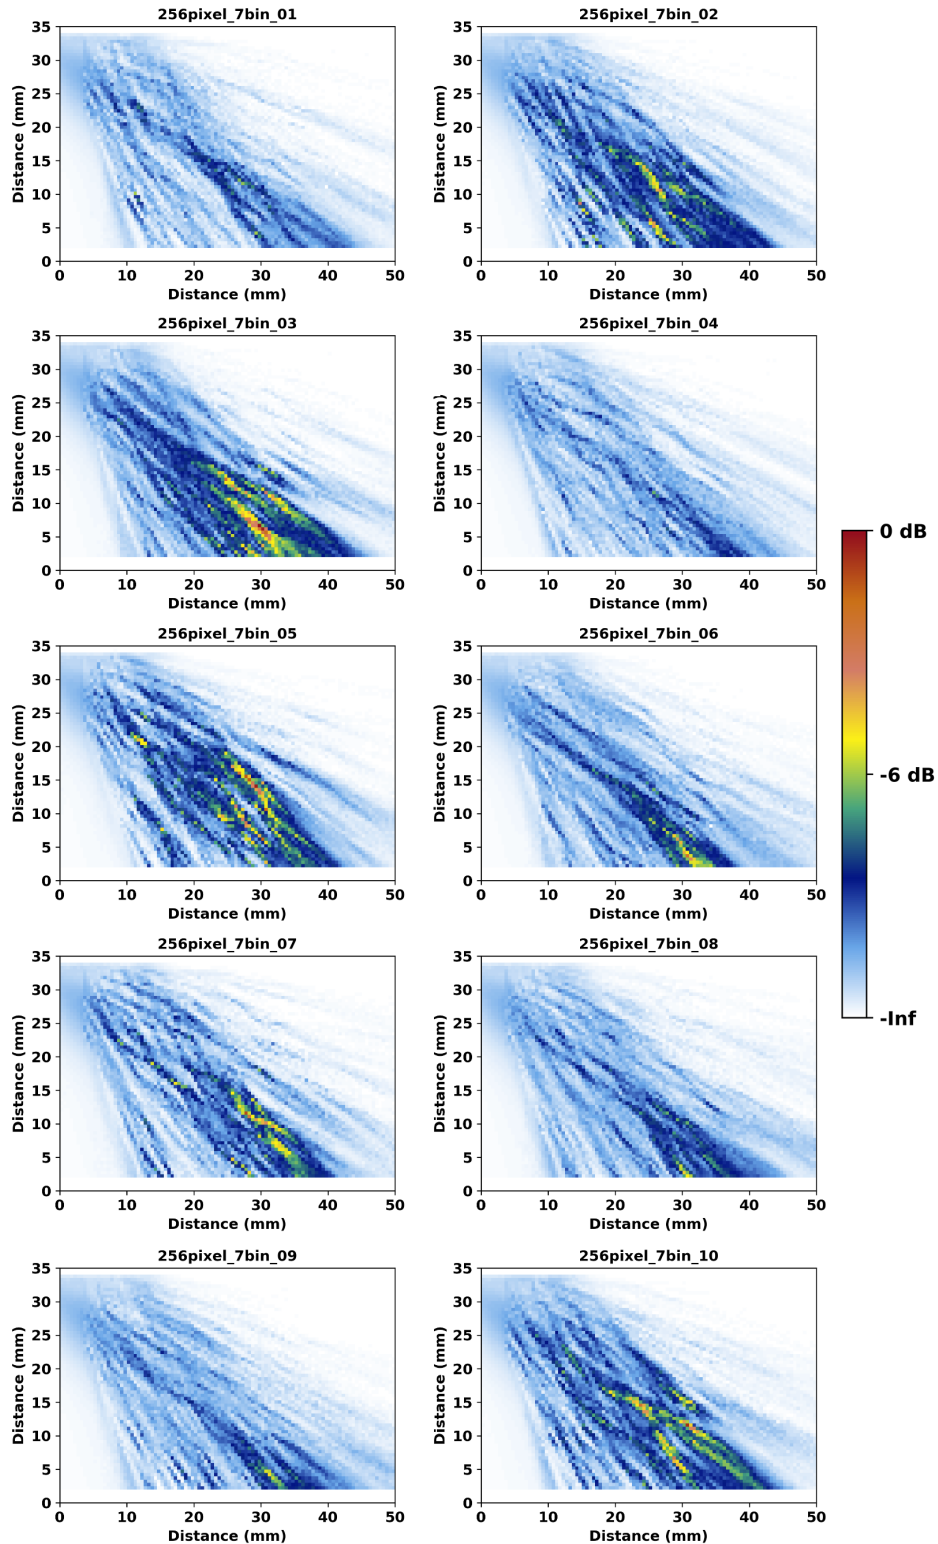 256pixel_7bin_01
256pixel_7bin_02
35
30
25
20
15
10
5
0
Distance (mm)
0 10 20 30 40 50
Distance (mm)
35
30
25
20
15
10
5
0
Distance (mm)
0 10 20 30 40 50
Distance (mm)
256pixel_7bin_03
256pixel_7bin_04
35
30
25
20
15
10
5
0
Distance (mm)
0 10 20 30 40 50
Distance (mm)
35
30
25
20
15
10
5
0
Distance (mm)
0 10 20 30 40 50
Distance (mm)
256pixel_7bin_05
256pixel_7bin_06
35
30
25
20
15
10
5
0
Distance (mm)
0 10 20 30 40 50
Distance (mm)
35
30
25
20
15
10
5
0
Distance (mm)
0 10 20 30 40 50
Distance (mm)
256pixel_7bin_07
256pixel_7bin_08
35
30
25
20
15
10
5
0
Distance (mm)
0 10 20 30 40 50
Distance (mm)
35
30
25
20
15
10
5
0
Distance (mm)
0 10 20 30 40 50
Distance (mm)
256pixel_7bin_09
256pixel_7bin_10
35
30
25
20
15
10
5
0
Distance (mm)
0 10 20 30 40 50
Distance (mm)
35
30
25
20
15
10
5
0
Distance (mm)
0 10 20 30 40 50
Distance (mm)
0 dB
-6 dB
-Inf